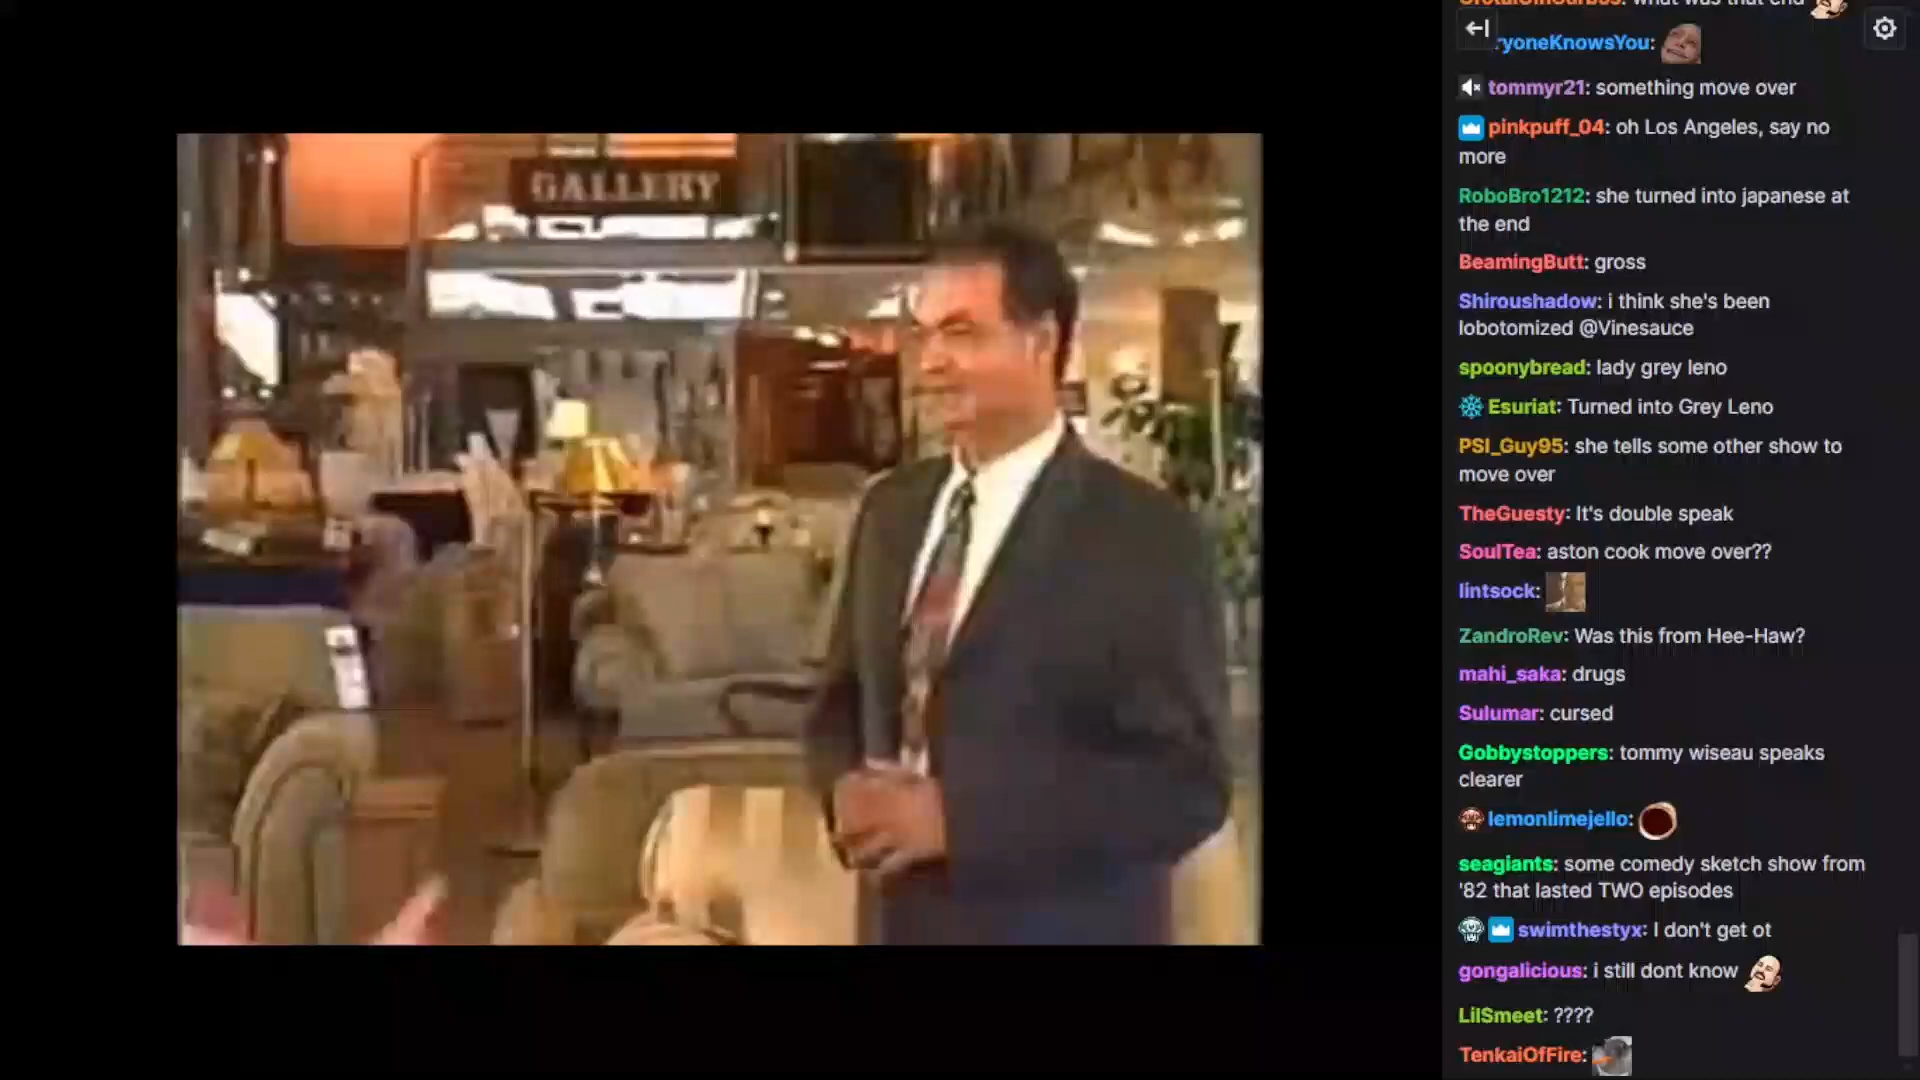 GALLERY
what was that end
ryoneKnowsYou:
tommyr21: something move over
pinkpuff_04: oh Los Angeles, say no
more
RoboBro1212: she turned into japanese at
the end
BeamingButt: gross
Shiroushadow: i think she's been
lobotomized @Vinesauce
spoonybread: lady grey leno
Esuriat: Turned into Grey Leno
PSI_Guy95: she tells some other show to
move over
TheGuesty: It's double speak
SoulTea: aston cook move over??
lintsock:
ZandroRev: Was this from Hee-Haw?
mahi_saka: drugs
Sulumar: cursed
Gobbystoppers: tommy wiseau speaks
clearer
lemonlimejello:
seagiants: some comedy sketch show from
'82 that lasted TWO episodes
swimthestyx: I don't get ot
gongalicious: i still dont know
LilSmeet: ????
TenkaiOfFire: